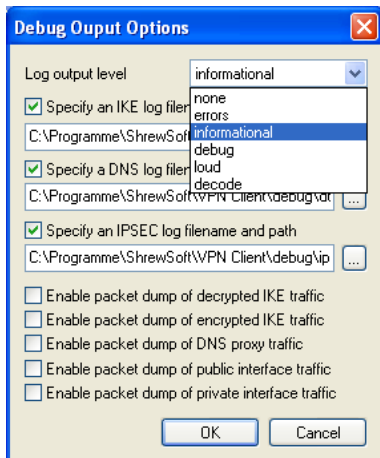 Debug Ouput Options
Log output level informational
none
errors
informational
debug
loud
decode
Specify an IKE log
C:\Programme\ShrewSoft
Specify a DNS log
C:\Programme\ShrewSoft\VPN Client\debug\
...
Specify an IPSEC log filename and path
C:\Programme\ShrewSoft\VPN Client\debug\ip
...
Enable packet dump of decrypted IKE traffic
Enable packet dump of encrypted IKE traffic
Enable packet dump of DNS proxy traffic
Enable packet dump of public interface traffic
Enable packet dump of private interface traffic
OK Cancel